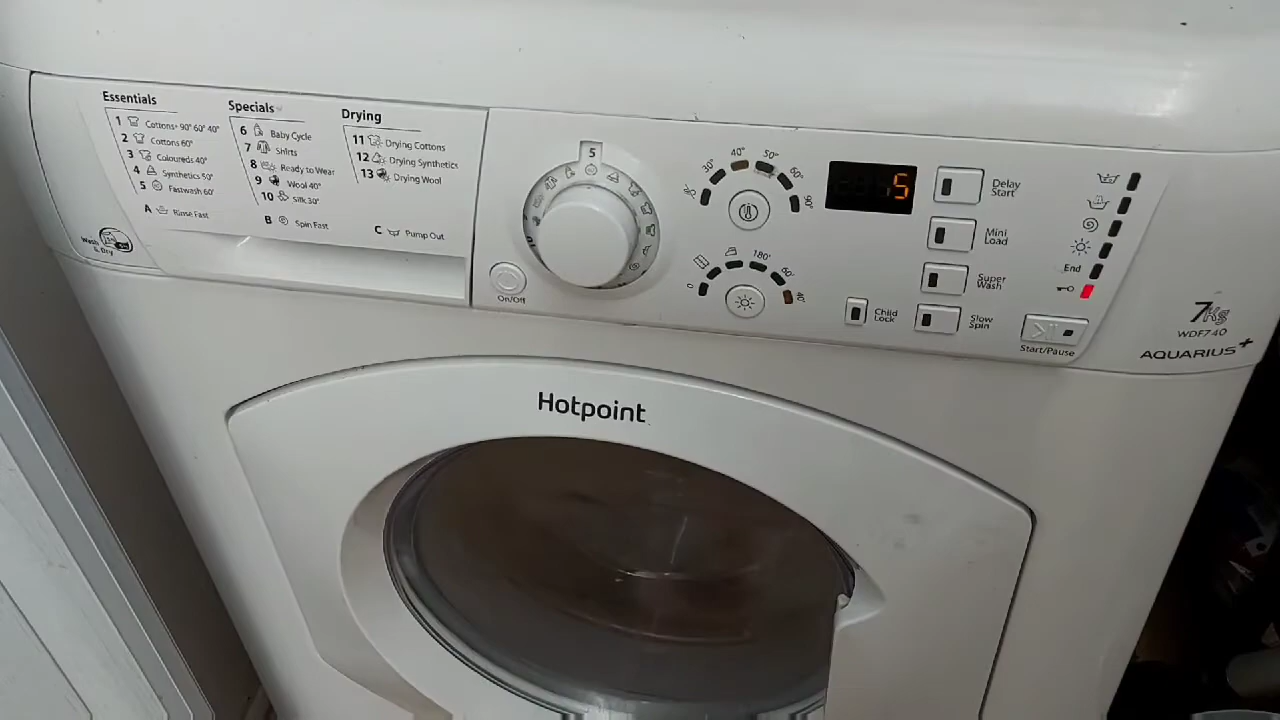 Essentials
1 Cottons+ 90° 60° 40°
2 Cottons 60°
3 Coloureds 40°
4 Synthetics 50°
5 Fastwash 60°
A Rinse Fast
Wash
& Dry
Specials
6 Baby Cycle
7 Shirts
8 Ready to Wear
9 Wool 40°
10 Silk 30°
B Spin Fast
Drying
11 Drying Cottons
12 Drying Synthetics
13 Drying Wool
C Pump Out
5
On/Off
30° 40° 50° 60° 90°
0 180' 60' 40'
5
Delay
Start
Mini
Load
Super
Wash
Slow
Spin
Child
Lock
End
Start/Pause
7kg
WDF740
AQUARIUS+
Hotpoint